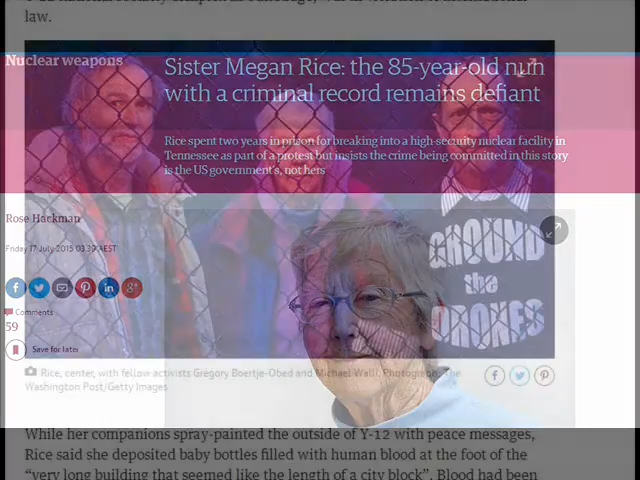 law.
Nuclear weapons
Sister Megan Rice: the 85-year-old nun
with a criminal record remains defiant
Rice spent two years in prison for breaking into a high-security nuclear facility in
Tennessee as part of a protest but insists the crime being committed in this story
is the US government's, not hers
Rose Hackman
Friday 17 July 2015 03.39 AEST
GROUND
the
DRONES
Comments
59
Save for later
Rice, center, with fellow activists Gregory Boertje-Obed and Michael Walli. Photograph: The
Washington Post/Getty Images
While her companions spray-painted the outside of Y-12 with peace messages,
Rice said she deposited baby bottles filled with human blood at the foot of the
“very long building that seemed like the length of a city block”. Blood had been